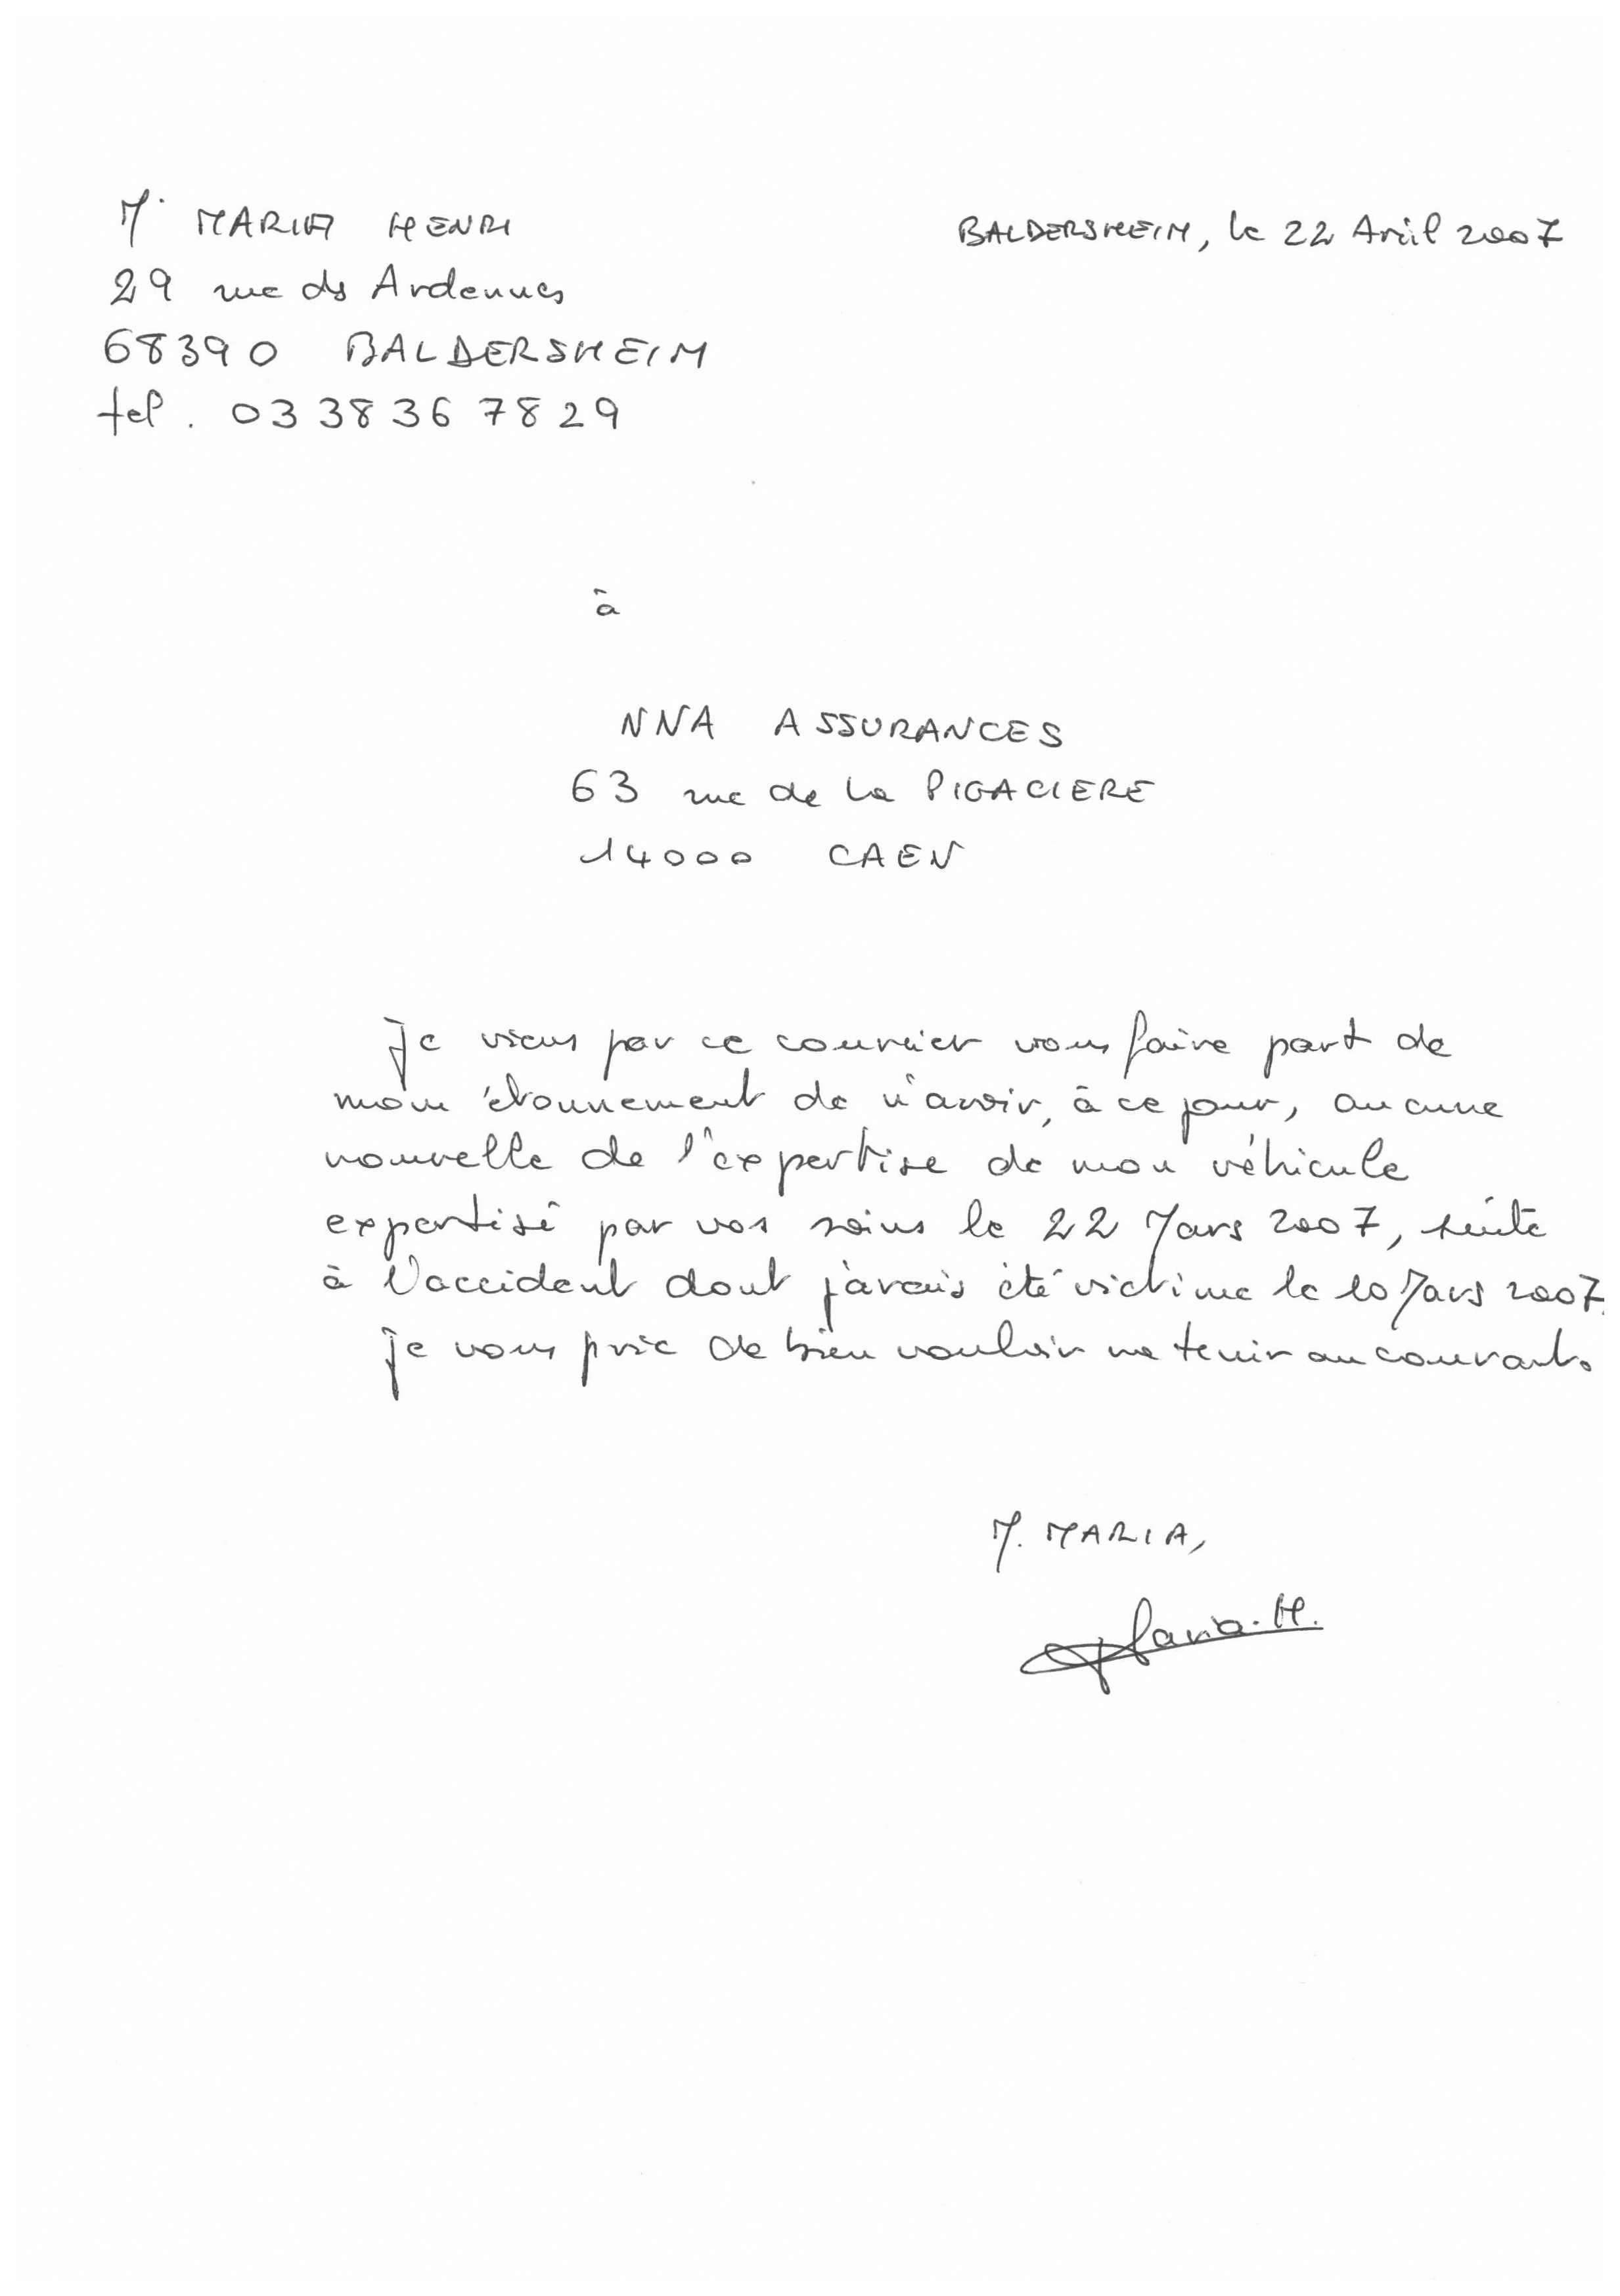 M. MARIA HENRI
BALDERSHEIM, le 22 Avril 2007
29 rue des Ardennes
68390 BALDERSHEIM
tel. 03 38 36 78 29
à
NNA ASSURANCES
63 rue de la PIGACIERE
14000 CAEN
Je viens par ce courrier vous faire part de
mon étonnement de n'avoir, à ce jour, aucune
nouvelle de l'expertise de mon véhicule
expertisé par vos soins le 22 Mars 2007, suite
à l'accident dont j'avais été victime le 10 Mars 2007.
Je vous prie de bien vouloir me tenir au courant.
M. MARIA,
Maria.H.